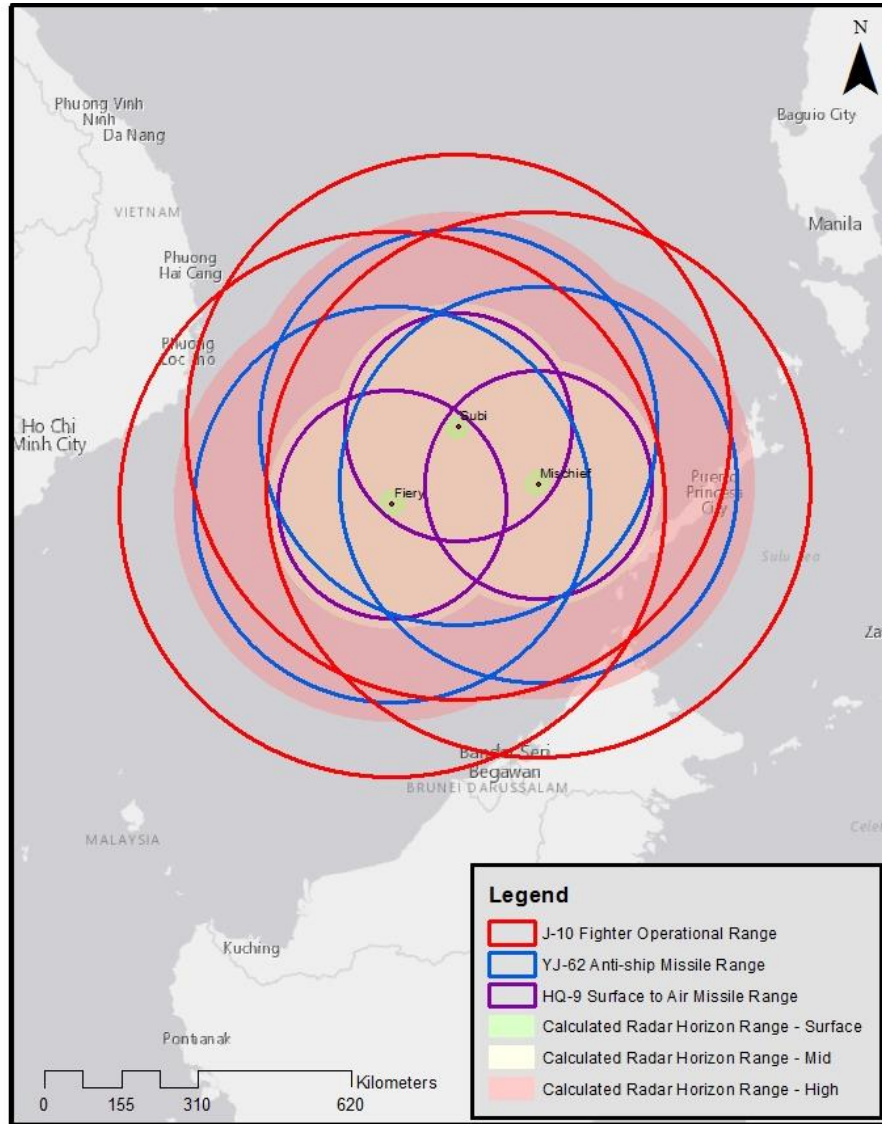 N
Phuong Vinh
Ninh
Da Nang
Baguio City
VIETNAM
Manila
Phuong
Hai Cang
Phuong
Ho Chi
Minh City
Subi
Mischief
Fiery
Puerto
Princesa
City
Sulu Sea
Za
Bandar Seri
Begawan
BRUNEI DARUSSALAM
MALAYSIA
Celeb
Kuching
Pontianak
Kilometers
0 155 310 620
Legend
J-10 Fighter Operational Range
YJ-62 Anti-ship Missile Range
HQ-9 Surface to Air Missile Range
Calculated Radar Horizon Range - Surface
Calculated Radar Horizon Range - Mid
Calculated Radar Horizon Range - High